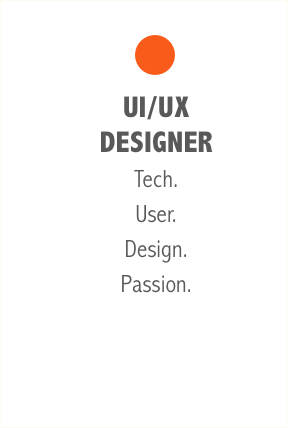 UI/UX
DESIGNER
Tech.
User.
Design.
Passion.